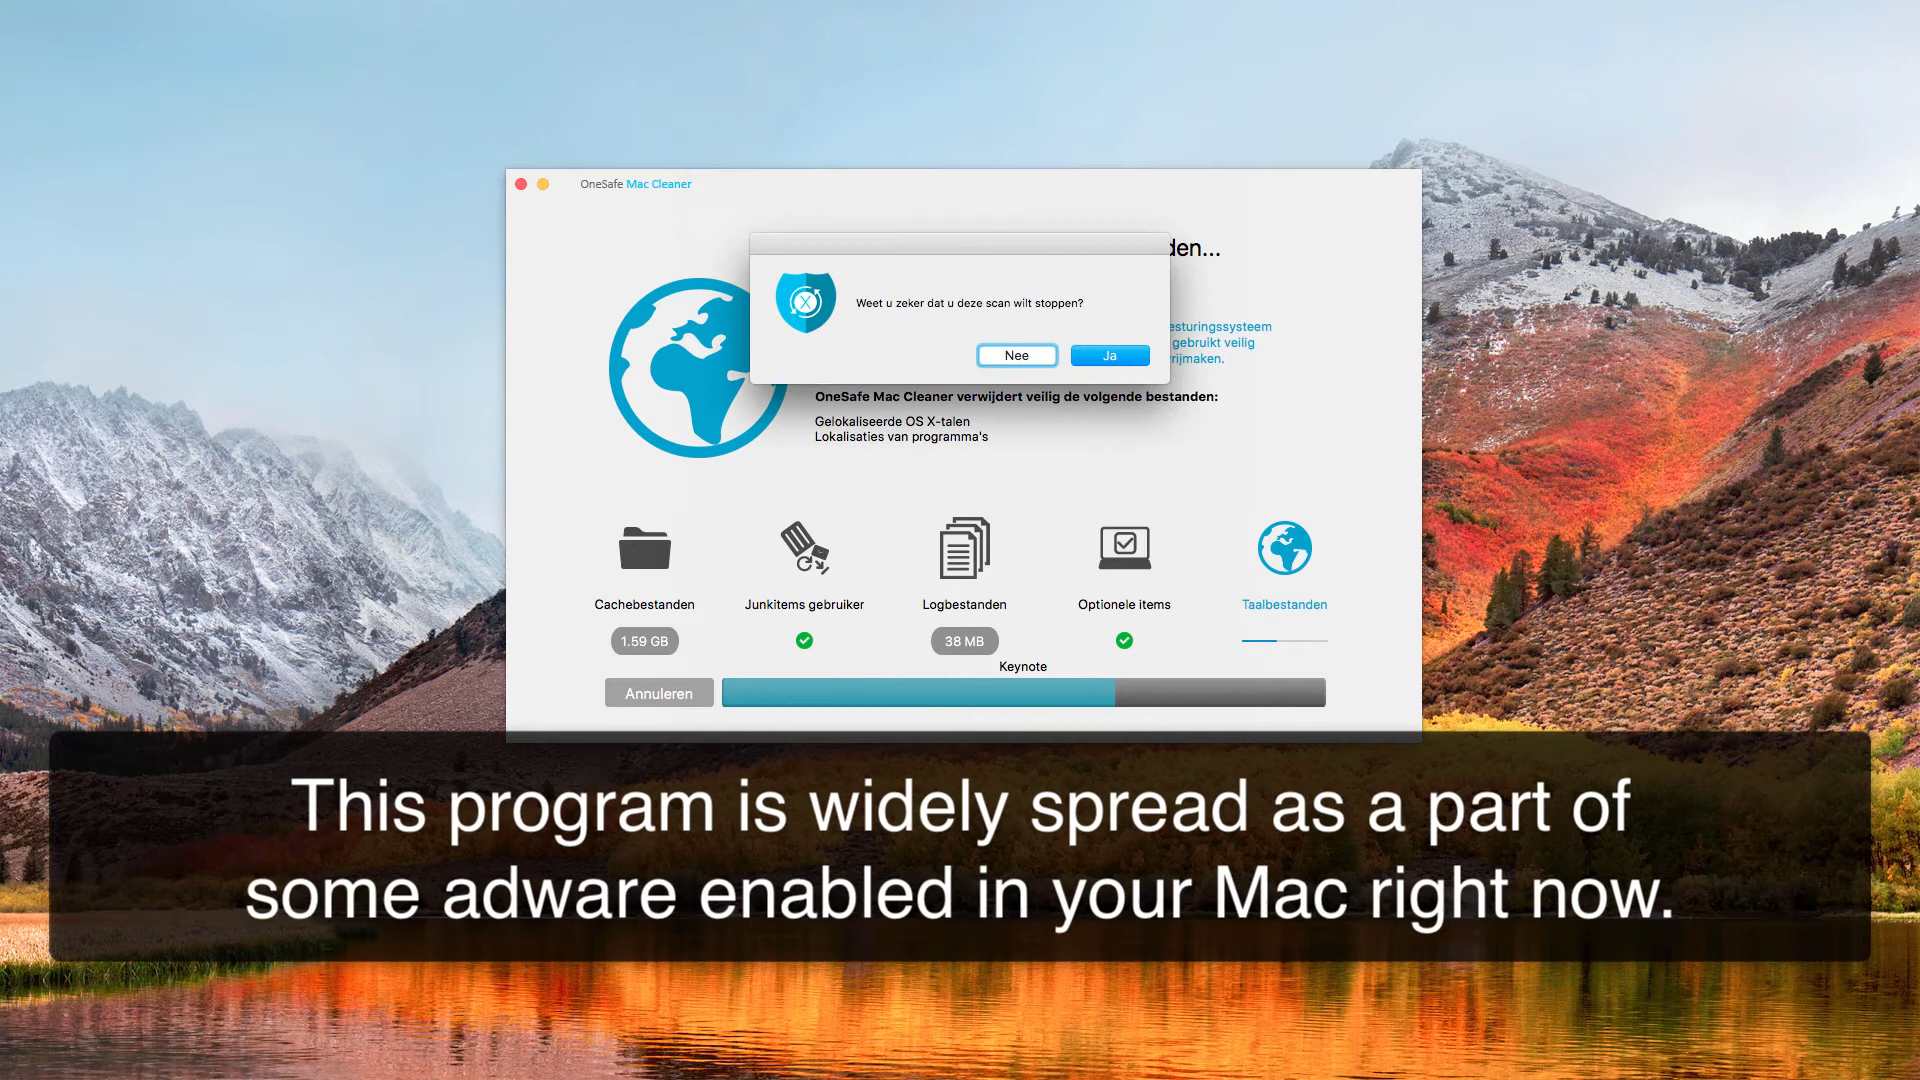 OneSafe Mac Cleaner
den...
Weet u zeker dat u deze scan wilt stoppen?
Nee
Ja
esturingssysteem
gebruikt veilig
rijmaken.
OneSafe Mac Cleaner verwijdert veilig de volgende bestanden:
Gelokaliseerde OS X-talen
Lokalisaties van programma's
Cachebestanden
Junkitems gebruiker
Logbestanden
Optionele items
Taalbestanden
1.59 GB
38 MB
Keynote
Annuleren
This program is widely spread as a part of
some adware enabled in your Mac right now.